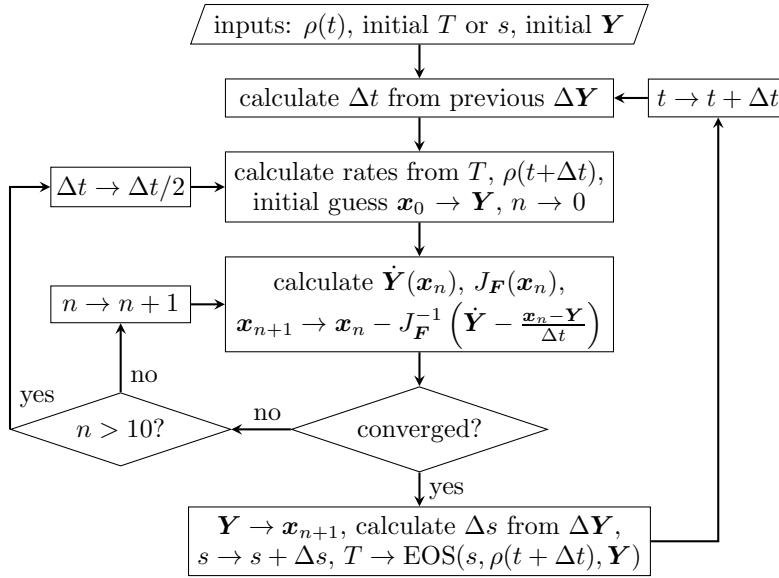 inputs: ρ(t), initial T or s, initial Y
calculate Δt from previous ΔY
t → t + Δt
Δt → Δt/2
calculate rates from T, ρ(t+Δt),
initial guess x₀ → Y, n → 0
n → n + 1
calculate Ẏ(xₙ), J_F(xₙ),
xₙ₊₁ → xₙ − J_F⁻¹ (Ẏ − (xₙ−Y)/Δt)
yes
no
n > 10?
no
converged?
yes
Y → xₙ₊₁, calculate Δs from ΔY,
s → s + Δs, T → EOS(s, ρ(t + Δt), Y)